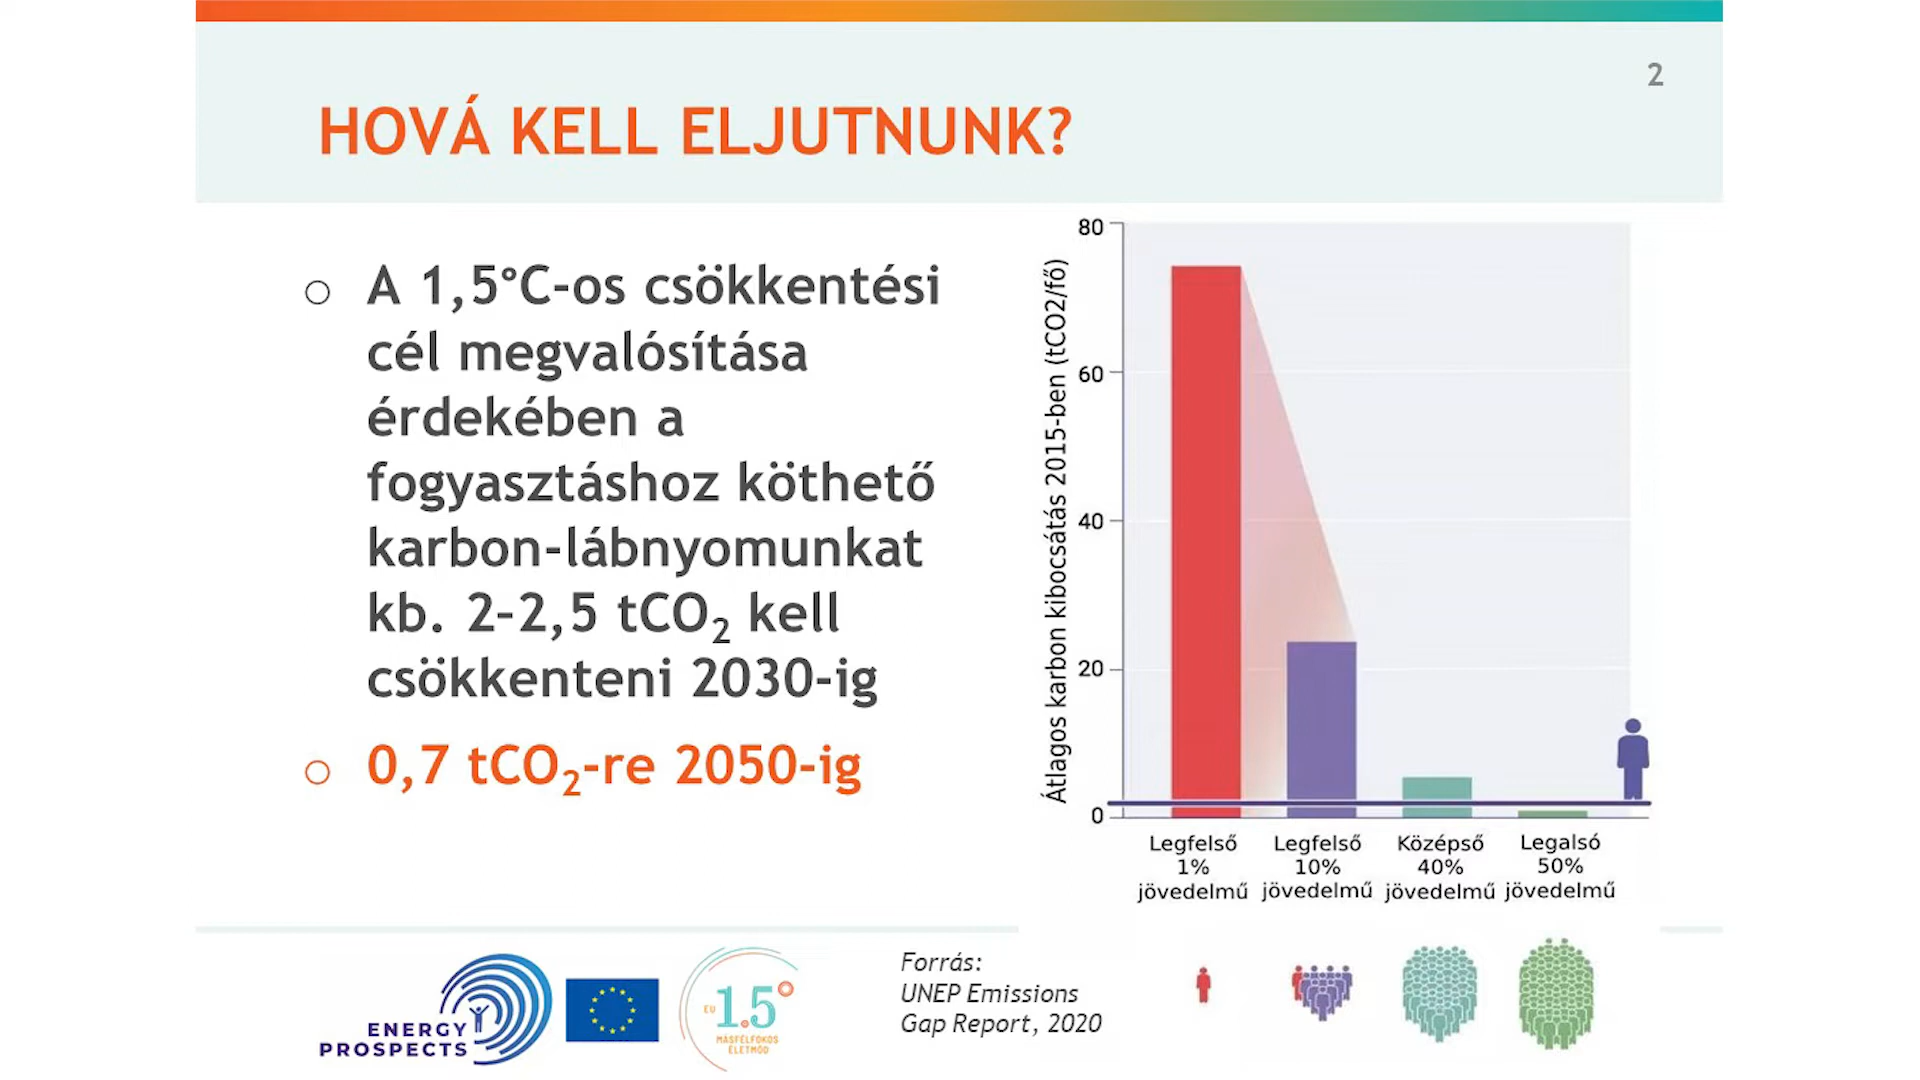 2
HOVÁ KELL ELJUTNUNK?
o A 1,5°C-os csökkentési
cél megvalósítása
érdekében a
fogyasztáshoz köthető
karbon-lábnyomunkat
kb. 2-2,5 tCO₂ kell
csökkenteni 2030-ig
o 0,7 tCO₂-re 2050-ig
Átlagos karbon kibocsátás 2015-ben (tCO2/fő)
80
60
40
20
0
Legfelső
1%
jövedelmű
Legfelső
10%
jövedelmű
Középső
40%
jövedelmű
Legalsó
50%
jövedelmű
ENERGY
PROSPECTS
EU 1.5°
MÁSFÉLFOKOS
ÉLETMÓD
Forrás:
UNEP Emissions
Gap Report, 2020